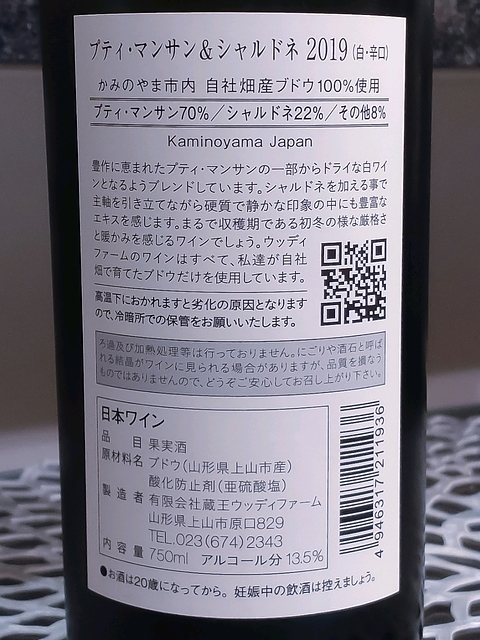 プティ・マンサン&シャルドネ 2019 (白・辛口)
かみのやま市内 自社畑産ブドウ100%使用
プティ・マンサン70%／シャルドネ22%／その他8%
Kaminoyama Japan
豊作に恵まれたプティ・マンサンの一部からドライな白ワイ
ンとなるようブレンドしています。シャルドネを加える事で
主軸を引き立てながら硬質で静かな印象の中にも豊富な
エキスを感じます。まるで収穫期である初冬の様な厳格さ
と暖かみを感じるワインでしょう。ウッディ
ファームのワインはすべて、私達が自社
畑で育てたブドウだけを使用しています。
高温下におかれますと劣化の原因となります
ので、冷暗所での保管をお願いいたします。
ろ過及び加熱処理等は行っておりません。にごりや酒石と呼ば
れる結晶がワインに見られる場合がありますが、品質を損なう
ものではありませんので、どうぞご安心してお召し上がり下さい。
日本ワイン
品目 果実酒
原材料名 ブドウ(山形県上山市産)
酸化防止剤(亜硫酸塩)
製造者 有限会社蔵王ウッディファーム
山形県上山市原口829
TEL.023(674)2343
内容量 750ml アルコール分 13.5%
4 946317 211936
●お酒は20歳になってから。妊娠中の飲酒は控えましょう。